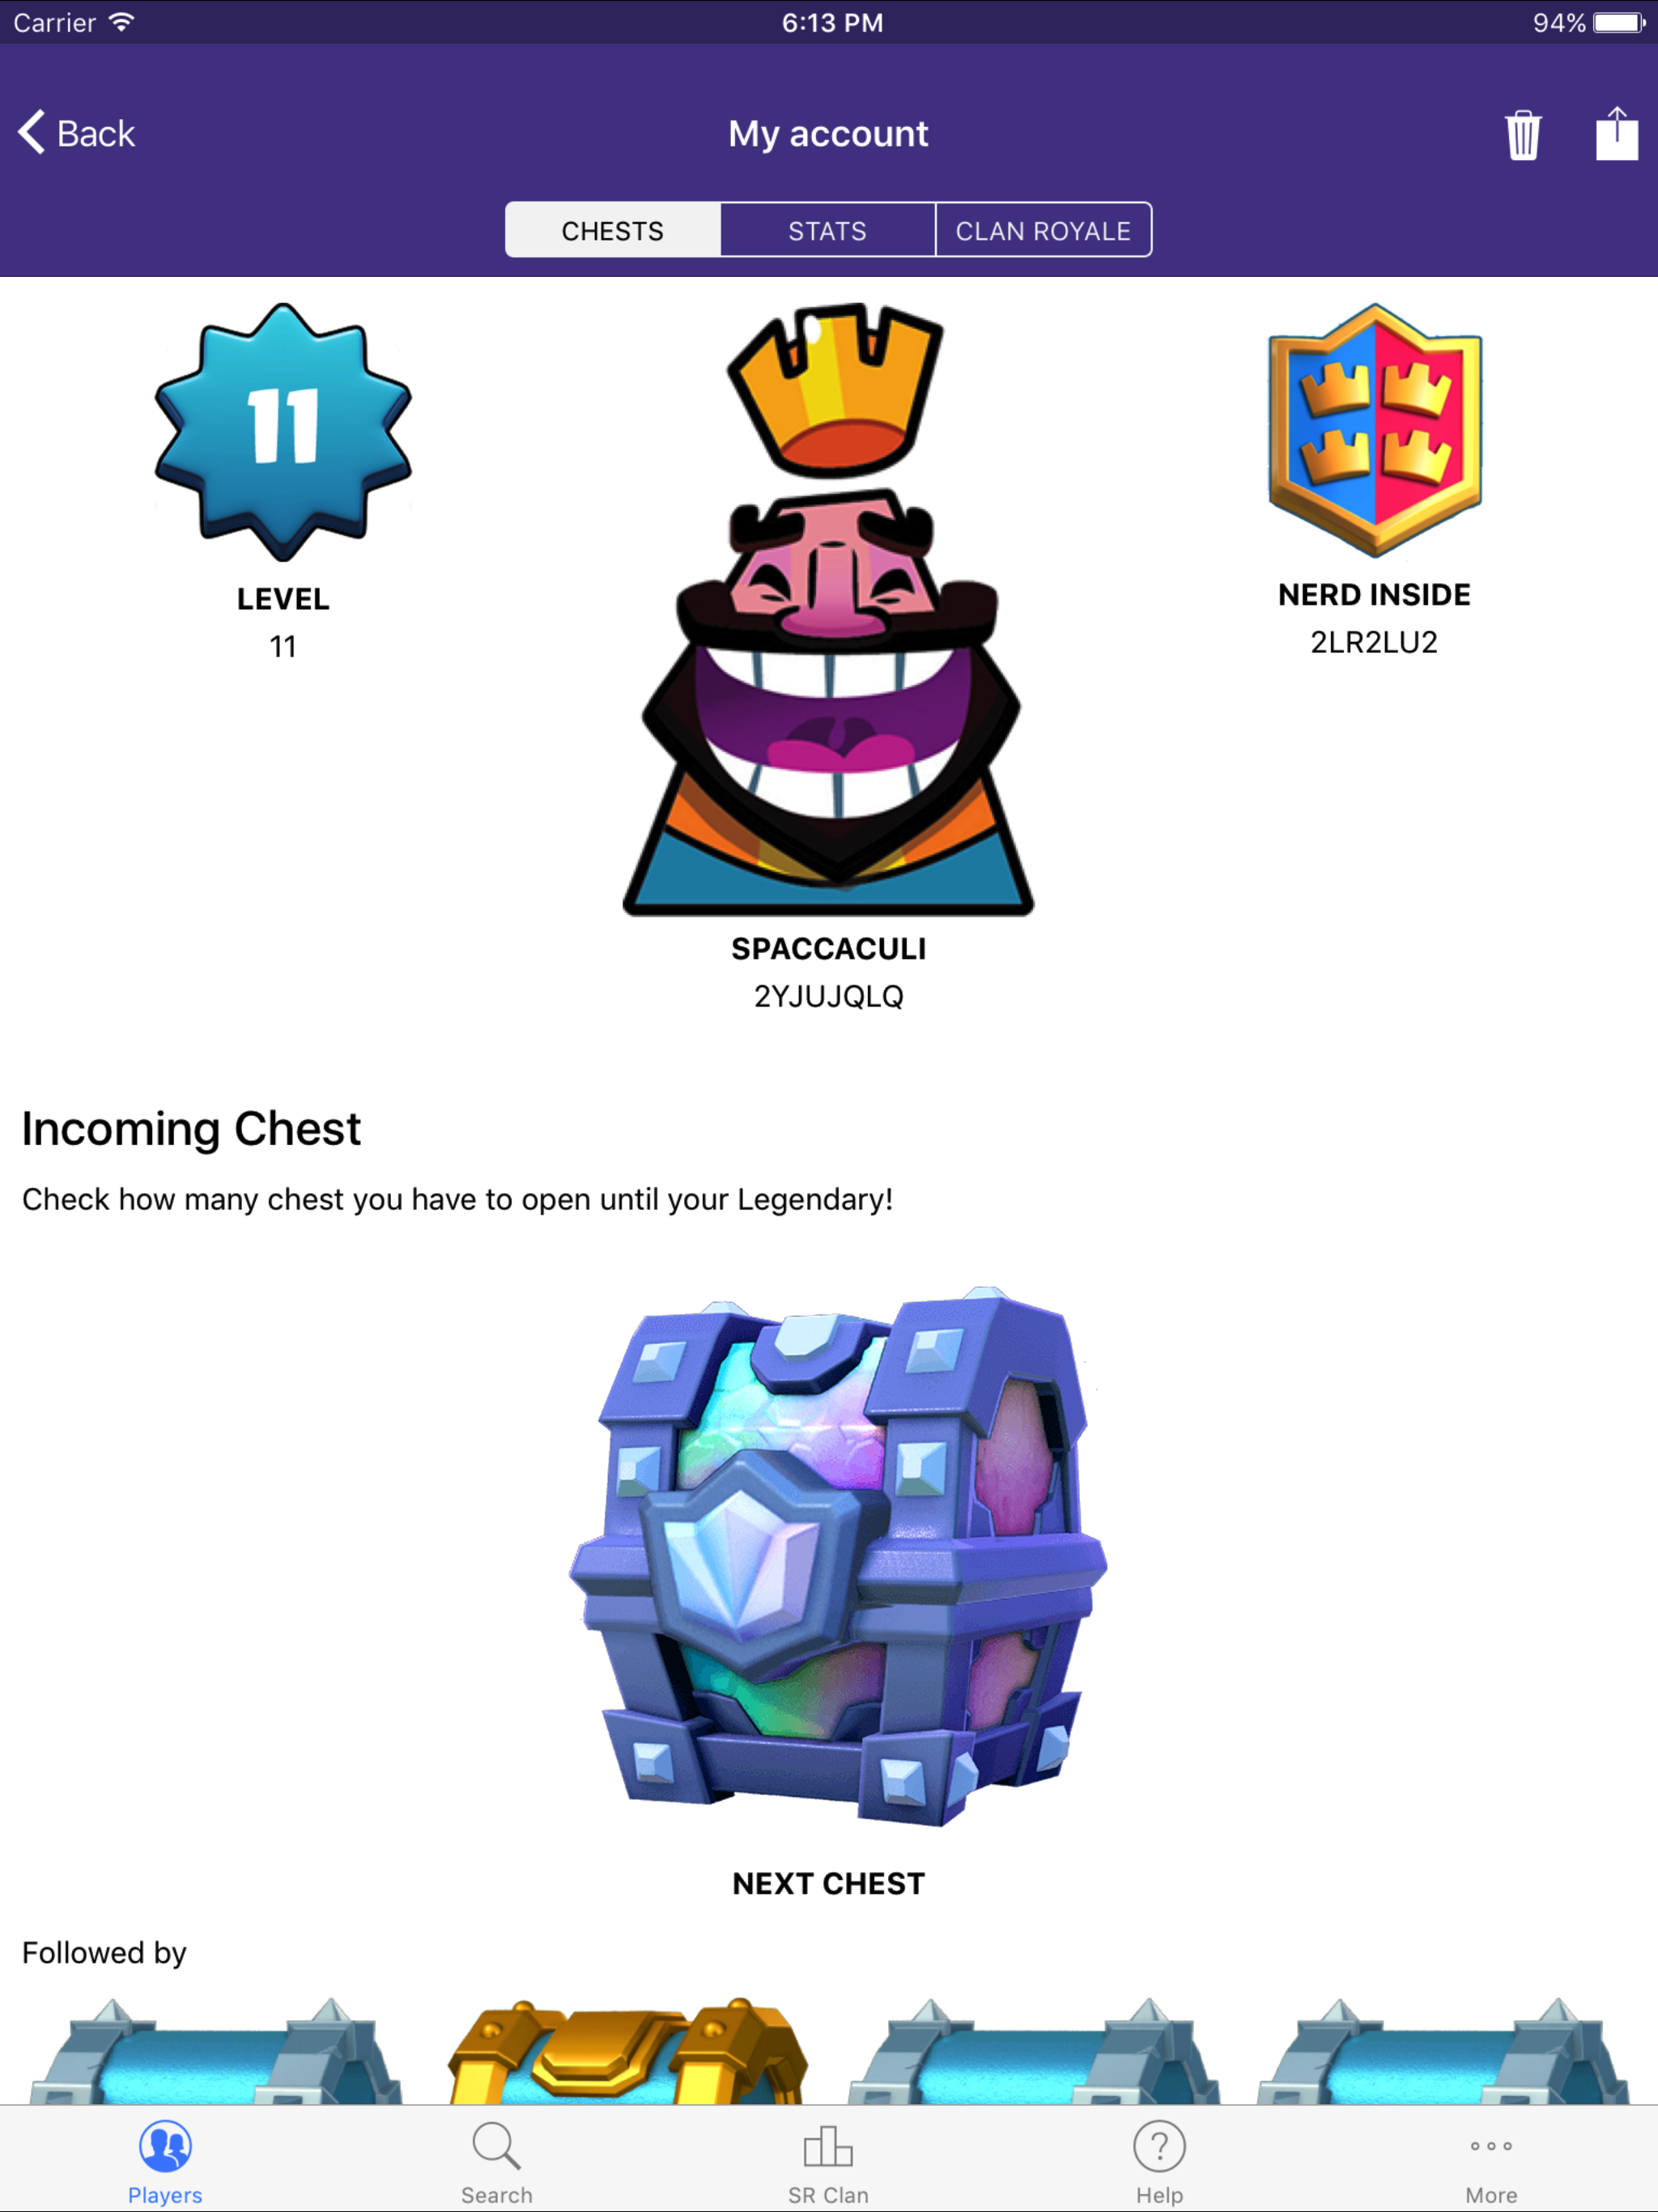 Carrier 6:13 PM 94%
Back My account
CHESTS STATS CLAN ROYALE
11
LEVEL
11
NERD INSIDE
2LR2LU2
SPACCACULI
2YJUJQLQ
Incoming Chest
Check how many chest you have to open until your Legendary!
NEXT CHEST
Followed by
Players Search SR Clan Help More